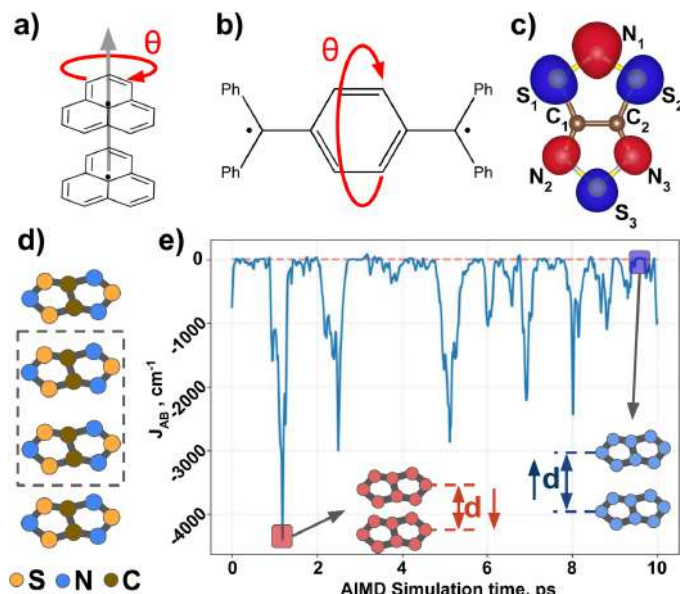 a)
θ
b)
θ
Ph
Ph
Ph
Ph
c)
N1
S1
S2
C1
C2
N2
N3
S3
d)
S
N
C
e)
0
-1000
-2000
-3000
-4000
J_AB , cm⁻¹
d
d
0
2
4
6
8
10
AIMD Simulation time, ps